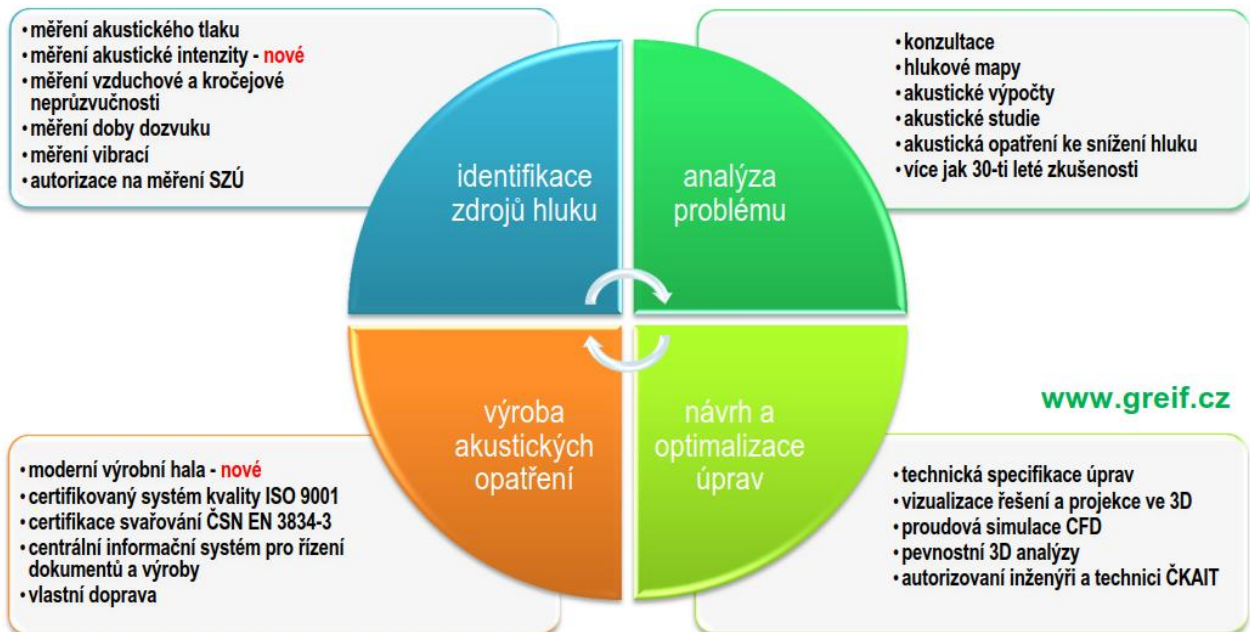 • měření akustického tlaku
• měření akustické intenzity - nové
• měření vzduchové a kročejové
neprůzvučnosti
• měření doby dozvuku
• měření vibrací
• autorizace na měření SZÚ
• konzultace
• hlukové mapy
• akustické výpočty
• akustické studie
• akustická opatření ke snížení hluku
• více jak 30-ti leté zkušenosti
identifikace
zdrojů hluku
analýza
problému
výroba
akustických
opatření
návrh a
optimalizace
úprav
www.greif.cz
• moderní výrobní hala - nové
• certifikovaný systém kvality ISO 9001
• certifikace svařování ČSN EN 3834-3
• centrální informační systém pro řízení
dokumentů a výroby
• vlastní doprava
• technická specifikace úprav
• vizualizace řešení a projekce ve 3D
• proudová simulace CFD
• pevnostní 3D analýzy
• autorizovaní inženýři a technici ČKAIT